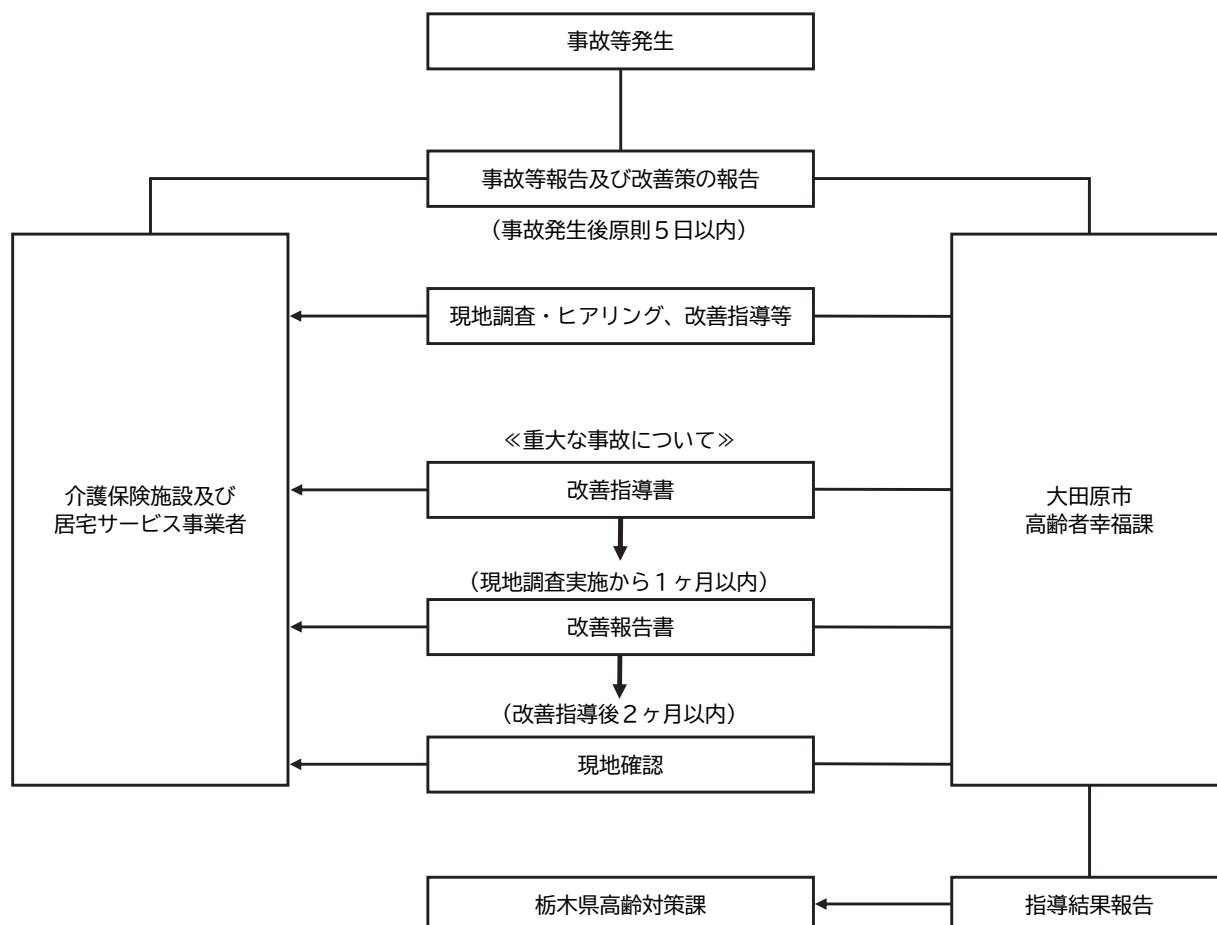 事故等発生
事故等報告及び改善策の報告
（事故発生後原則５日以内）
現地調査・ヒアリング、改善指導等
≪重大な事故について≫
改善指導書
介護保険施設及び
居宅サービス事業者
大田原市
高齢者幸福課
（現地調査実施から１ヶ月以内）
改善報告書
（改善指導後２ヶ月以内）
現地確認
栃木県高齢対策課
指導結果報告